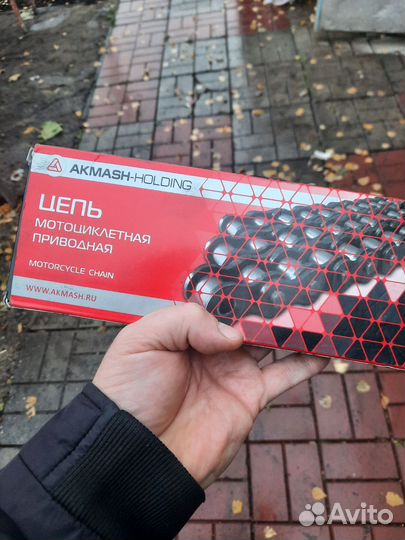 AKMASH-HOLDING
ЦЕПЬ
МОТОЦИКЛЕТНАЯ
ПРИВОДНАЯ
MOTORCYCLE CHAIN
WWW.AKMASH.RU
Avito